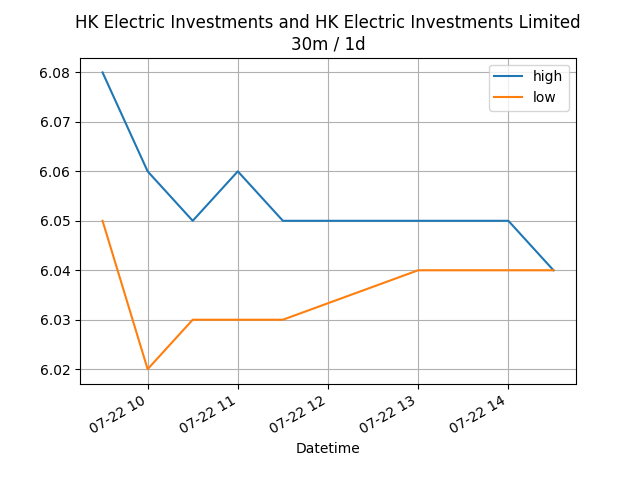 HK Electric Investments and HK Electric Investments Limited
30m / 1d
high
low
6.08
6.07
6.06
6.05
6.04
6.03
6.02
07-22 10
07-22 11
07-22 12
07-22 13
07-22 14
Datetime